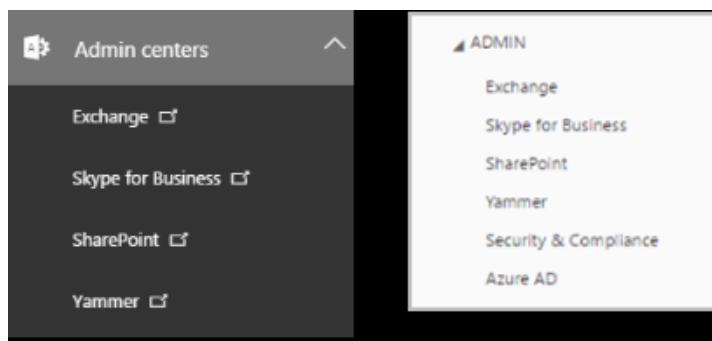 Admin centers
Exchange
Skype for Business
SharePoint
Yammer
ADMIN
Exchange
Skype for Business
SharePoint
Yammer
Security & Compliance
Azure AD